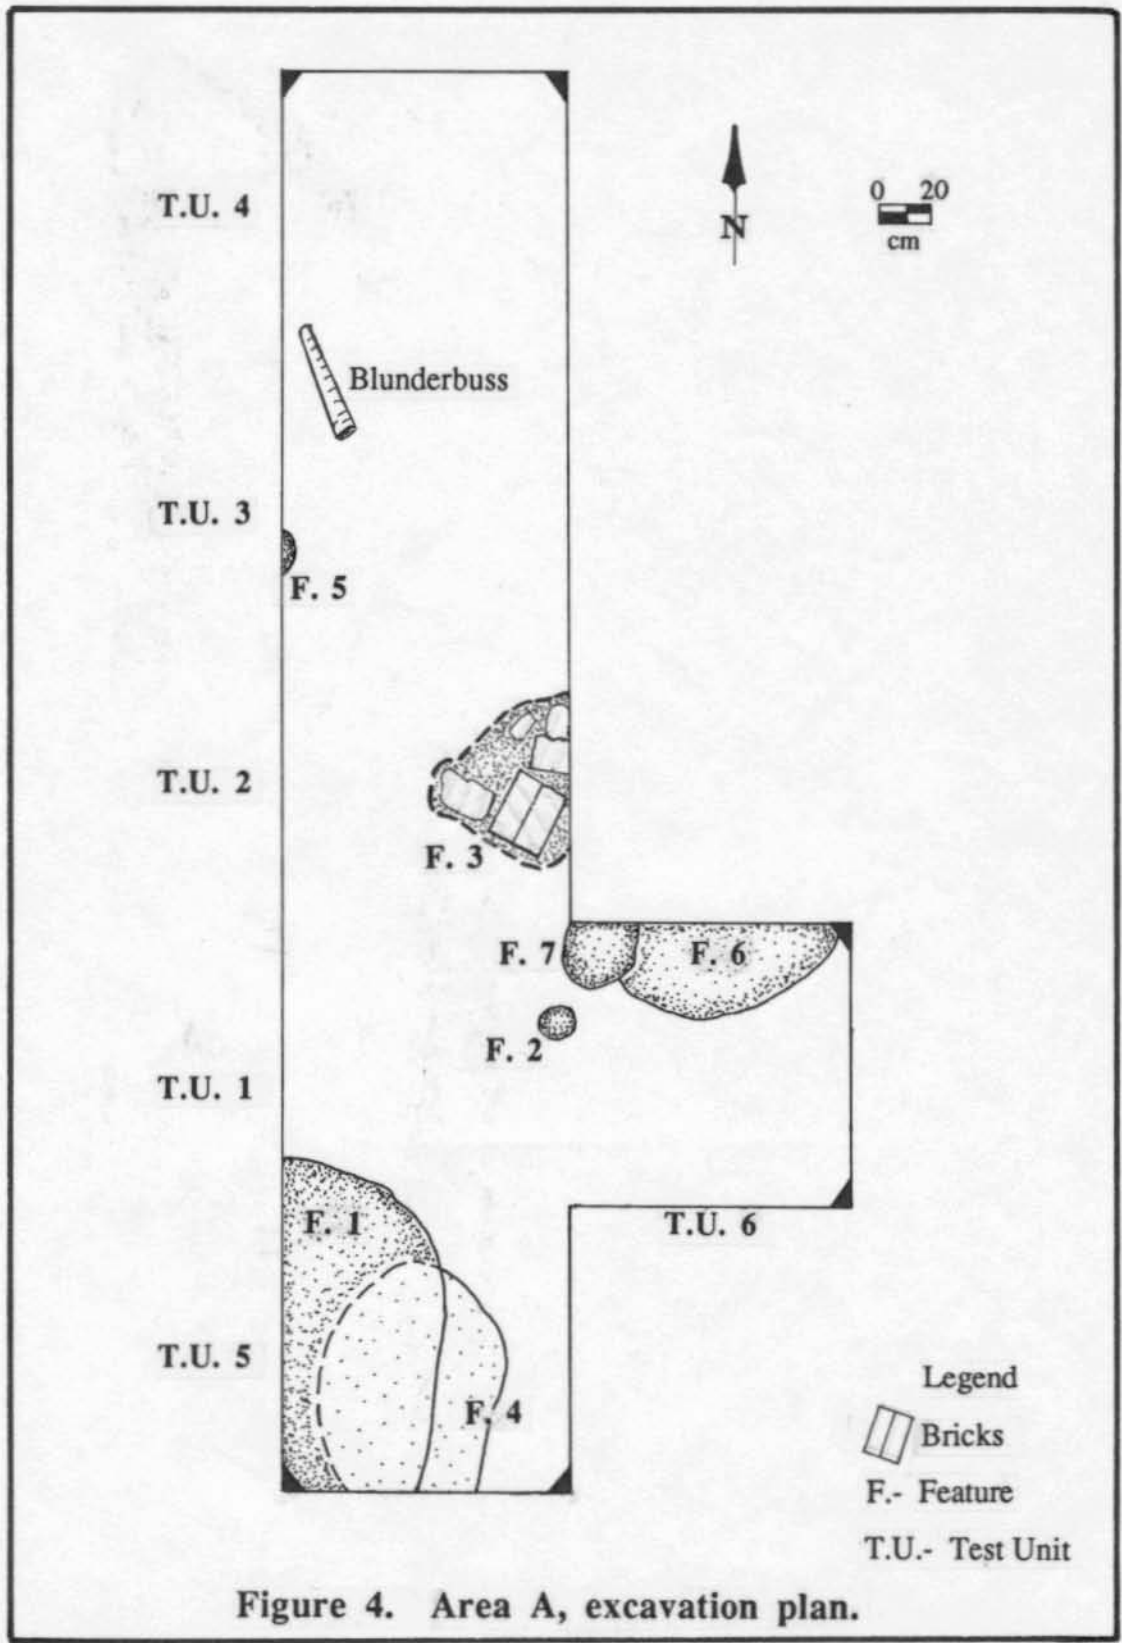 T.U. 4
N
0 20
cm
Blunderbuss
T.U. 3
F. 5
T.U. 2
F. 3
F. 7
F. 6
F. 2
T.U. 1
F. 1
T.U. 6
T.U. 5
F. 4
Legend
Bricks
F.- Feature
T.U.- Test Unit
Figure 4. Area A, excavation plan.